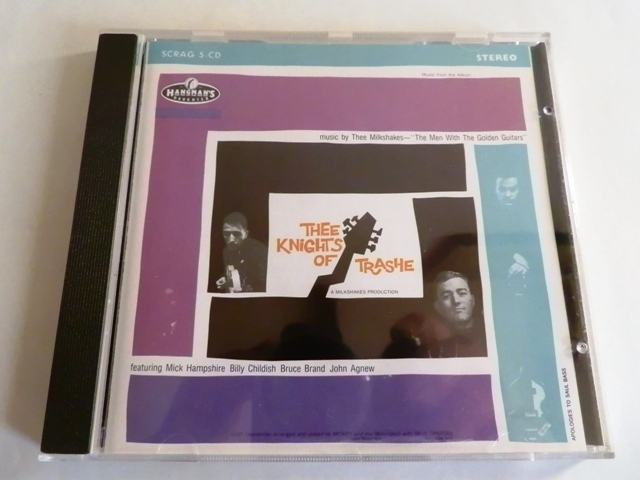 SCRAG 5-CD
STEREO
Music from the Album
HANGMAN'S
music by Thee Milkshakes—"The Men With The Golden Guitars"
THEE
KNIGHTS
OF TRASHE
A MILKSHAKES PRODUCTION
featuring Mick Hampshire Billy Childish Bruce Brand John Agnew
APOLOGIES TO SAUL BASS